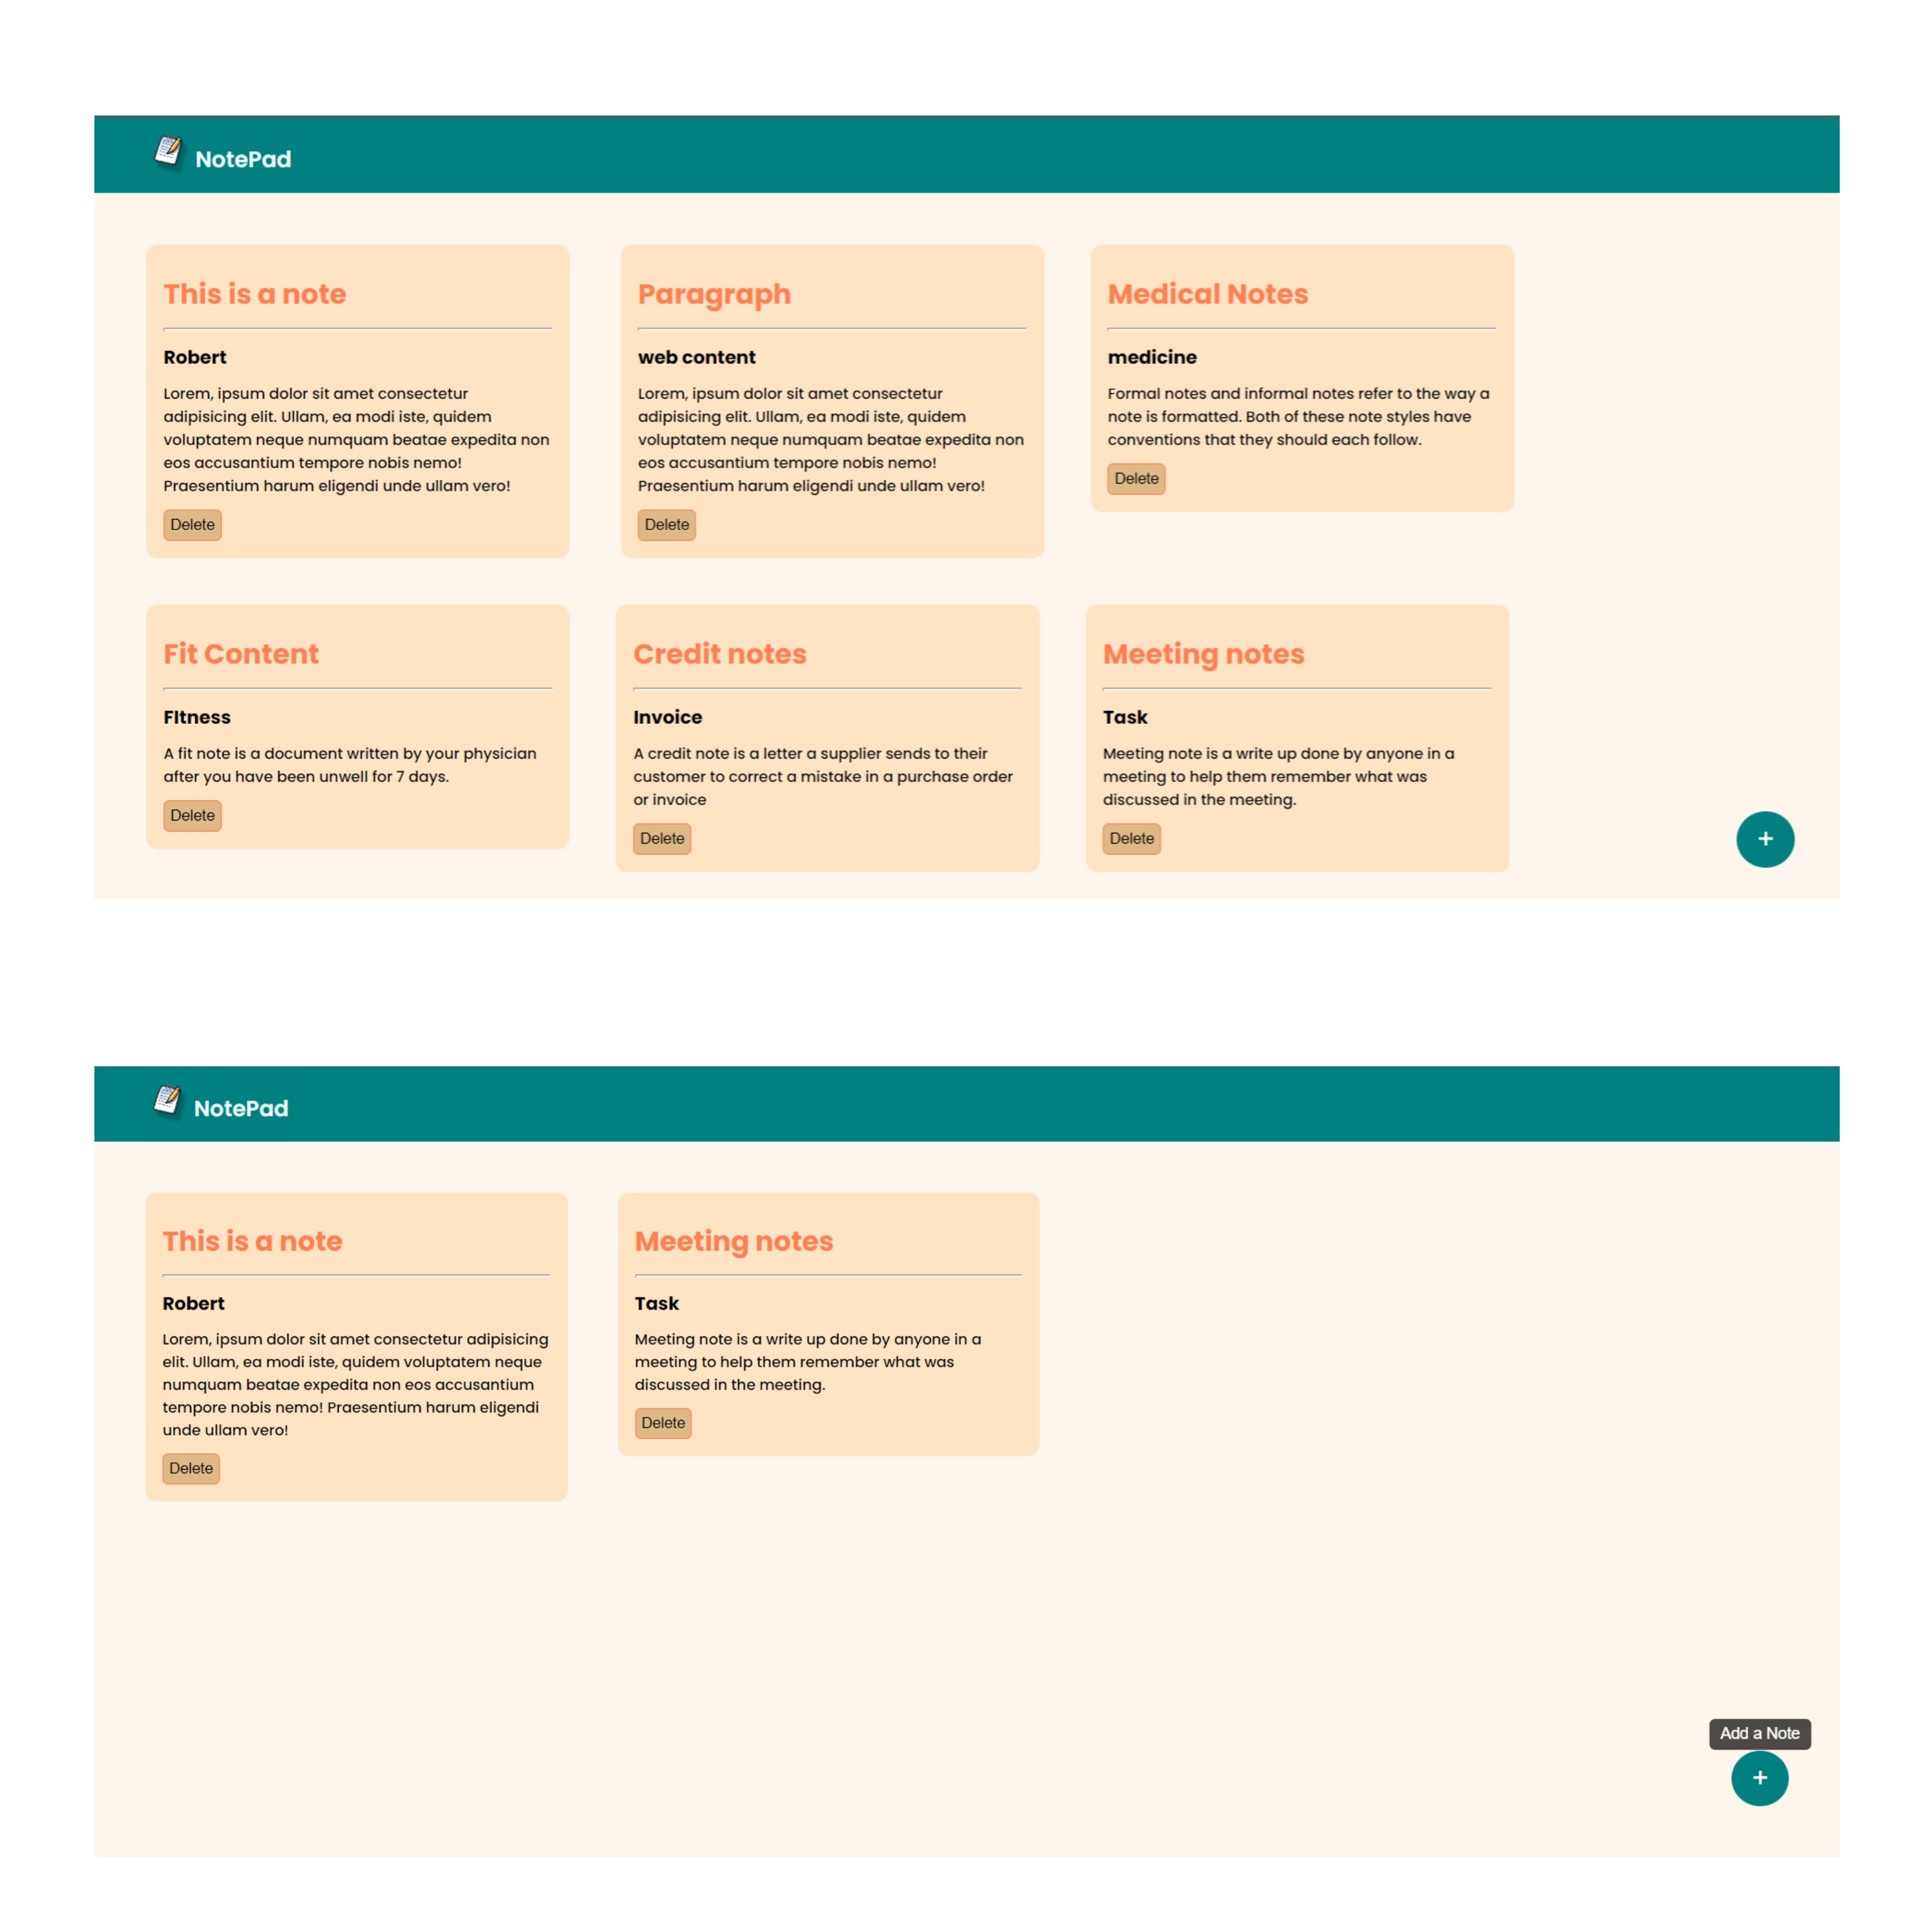 NotePad
This is a note
Robert
Lorem, ipsum dolor sit amet consectetur
adipisicing elit. Ullam, ea modi iste, quidem
voluptatem neque numquam beatae expedita non
eos accusantium tempore nobis nemo!
Praesentium harum eligendi unde ullam vero!
Delete
Paragraph
web content
Lorem, ipsum dolor sit amet consectetur
adipisicing elit. Ullam, ea modi iste, quidem
voluptatem neque numquam beatae expedita non
eos accusantium tempore nobis nemo!
Praesentium harum eligendi unde ullam vero!
Delete
Medical Notes
medicine
Formal notes and informal notes refer to the way a
note is formatted. Both of these note styles have
conventions that they should each follow.
Delete
Fit Content
FItness
A fit note is a document written by your physician
after you have been unwell for 7 days.
Delete
Credit notes
Invoice
A credit note is a letter a supplier sends to their
customer to correct a mistake in a purchase order
or invoice
Delete
Meeting notes
Task
Meeting note is a write up done by anyone in a
meeting to help them remember what was
discussed in the meeting.
Delete
+
NotePad
This is a note
Robert
Lorem, ipsum dolor sit amet consectetur adipisicing
elit. Ullam, ea modi iste, quidem voluptatem neque
numquam beatae expedita non eos accusantium
tempore nobis nemo! Praesentium harum eligendi
unde ullam vero!
Delete
Meeting notes
Task
Meeting note is a write up done by anyone in a
meeting to help them remember what was
discussed in the meeting.
Delete
Add a Note
+